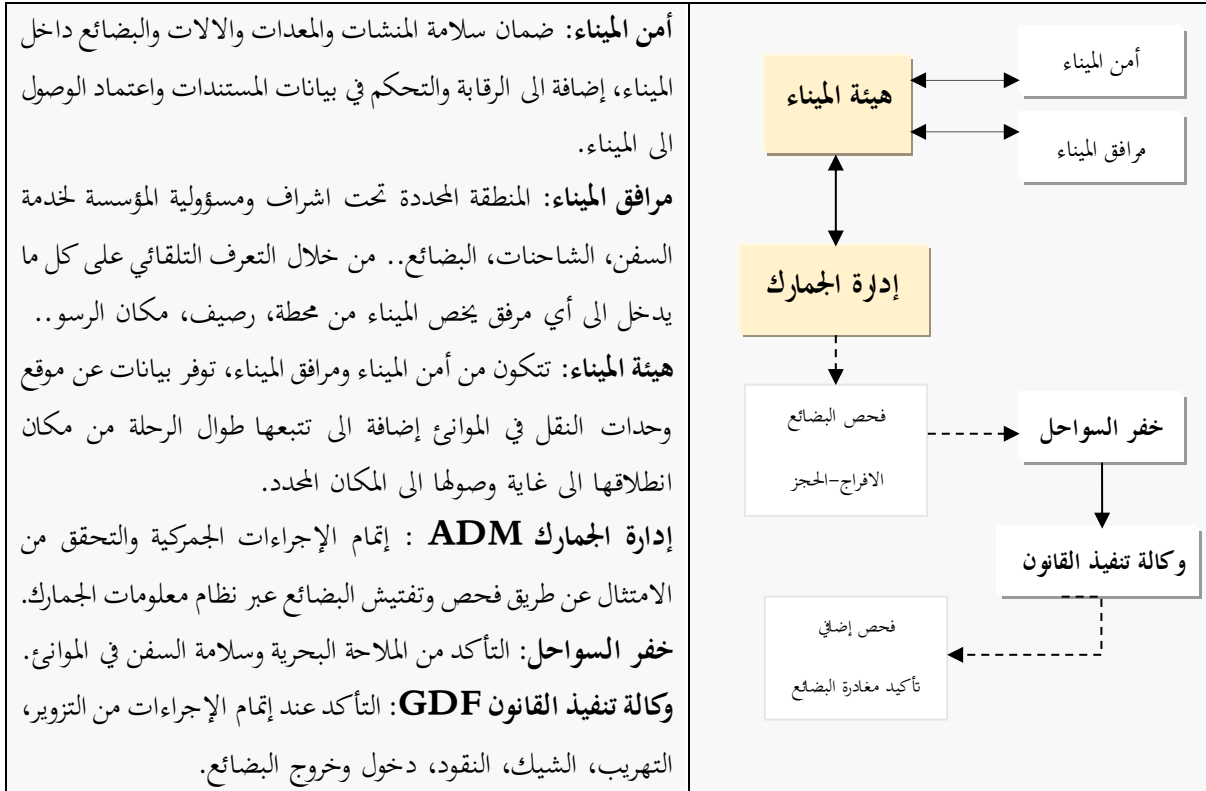 أمن الميناء: ضمان سلامة المنشات والمعدات والالات والبضائع داخل
الميناء، إضافة الى الرقابة والتحكم في بيانات المستندات واعتماد الوصول
الى الميناء.
مرافق الميناء: المنطقة المحددة تحت اشراف ومسؤولية المؤسسة لخدمة
السفن، الشاحنات، البضائع.. من خلال التعرف التلقائي على كل ما
يدخل الى أي مرفق يخص الميناء من محطة، رصيف، مكان الرسو..
هيئة الميناء: تتكون من أمن الميناء ومرافق الميناء، توفر بيانات عن موقع
وحدات النقل في الموانئ إضافة الى تتبعها طوال الرحلة من مكان
انطلاقها الى غاية وصولها الى المكان المحدد.
إدارة الجمارك ADM : إتمام الإجراءات الجمركية والتحقق من
الامتثال عن طريق فحص وتفتيش البضائع عبر نظام معلومات الجمارك.
خفر السواحل: التأكد من الملاحة البحرية وسلامة السفن في الموانئ.
وكالة تنفيذ القانون GDF: التأكد عند إتمام الإجراءات من التزوير،
التهريب، الشيك، النقود، دخول وخروج البضائع.
أمن الميناء
هيئة الميناء
مرافق الميناء
إدارة الجمارك
فحص البضائع
الافراج-الحجز
خفر السواحل
وكالة تنفيذ القانون
فحص إضافي
تأكيد مغادرة البضائع